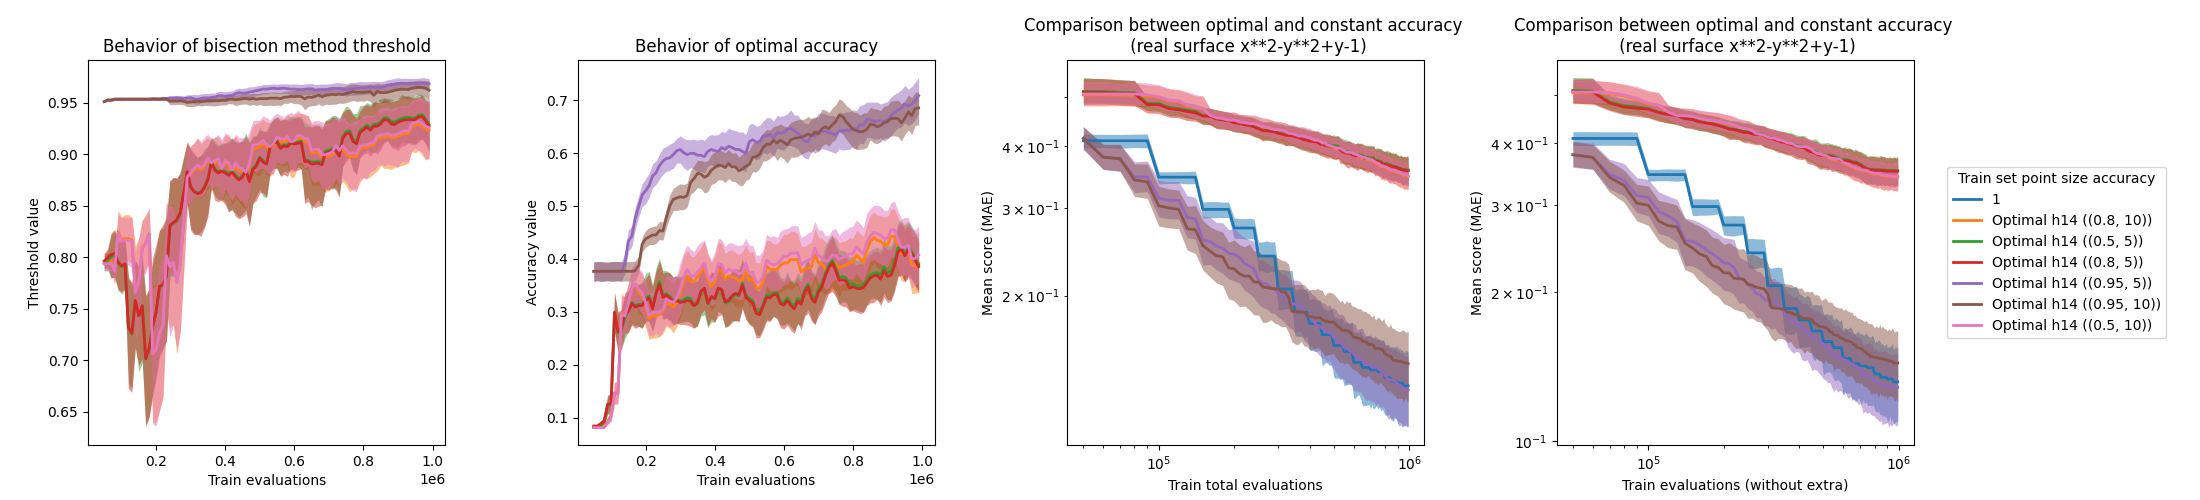 Behavior of bisection method threshold
0.95
0.90
0.85
0.80
0.75
0.70
0.65
Threshold value
0.2
0.4
0.6
0.8
1.0
1e6
Train evaluations
Behavior of optimal accuracy
0.7
0.6
0.5
0.4
0.3
0.2
0.1
Accuracy value
0.2
0.4
0.6
0.8
1.0
1e6
Train evaluations
Comparison between optimal and constant accuracy
(real surface x**2-y**2+y-1)
4 × 10⁻¹
3 × 10⁻¹
2 × 10⁻¹
Mean score (MAE)
10⁵
10⁶
Train total evaluations
Comparison between optimal and constant accuracy
(real surface x**2-y**2+y-1)
4 × 10⁻¹
3 × 10⁻¹
2 × 10⁻¹
10⁻¹
Mean score (MAE)
10⁵
10⁶
Train evaluations (without extra)
Train set point size accuracy
1
Optimal h14 ((0.8, 10))
Optimal h14 ((0.5, 5))
Optimal h14 ((0.8, 5))
Optimal h14 ((0.95, 5))
Optimal h14 ((0.95, 10))
Optimal h14 ((0.5, 10))